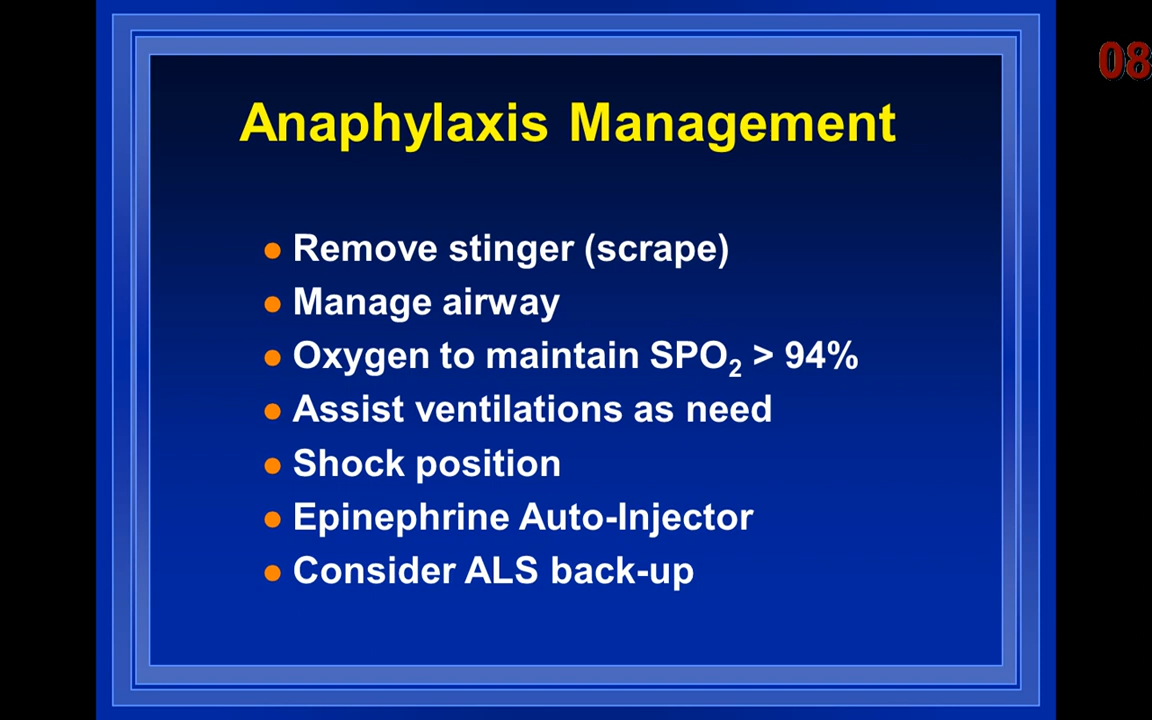 08
Anaphylaxis Management
Remove stinger (scrape)
Manage airway
Oxygen to maintain SPO₂ > 94%
Assist ventilations as need
Shock position
Epinephrine Auto-Injector
Consider ALS back-up